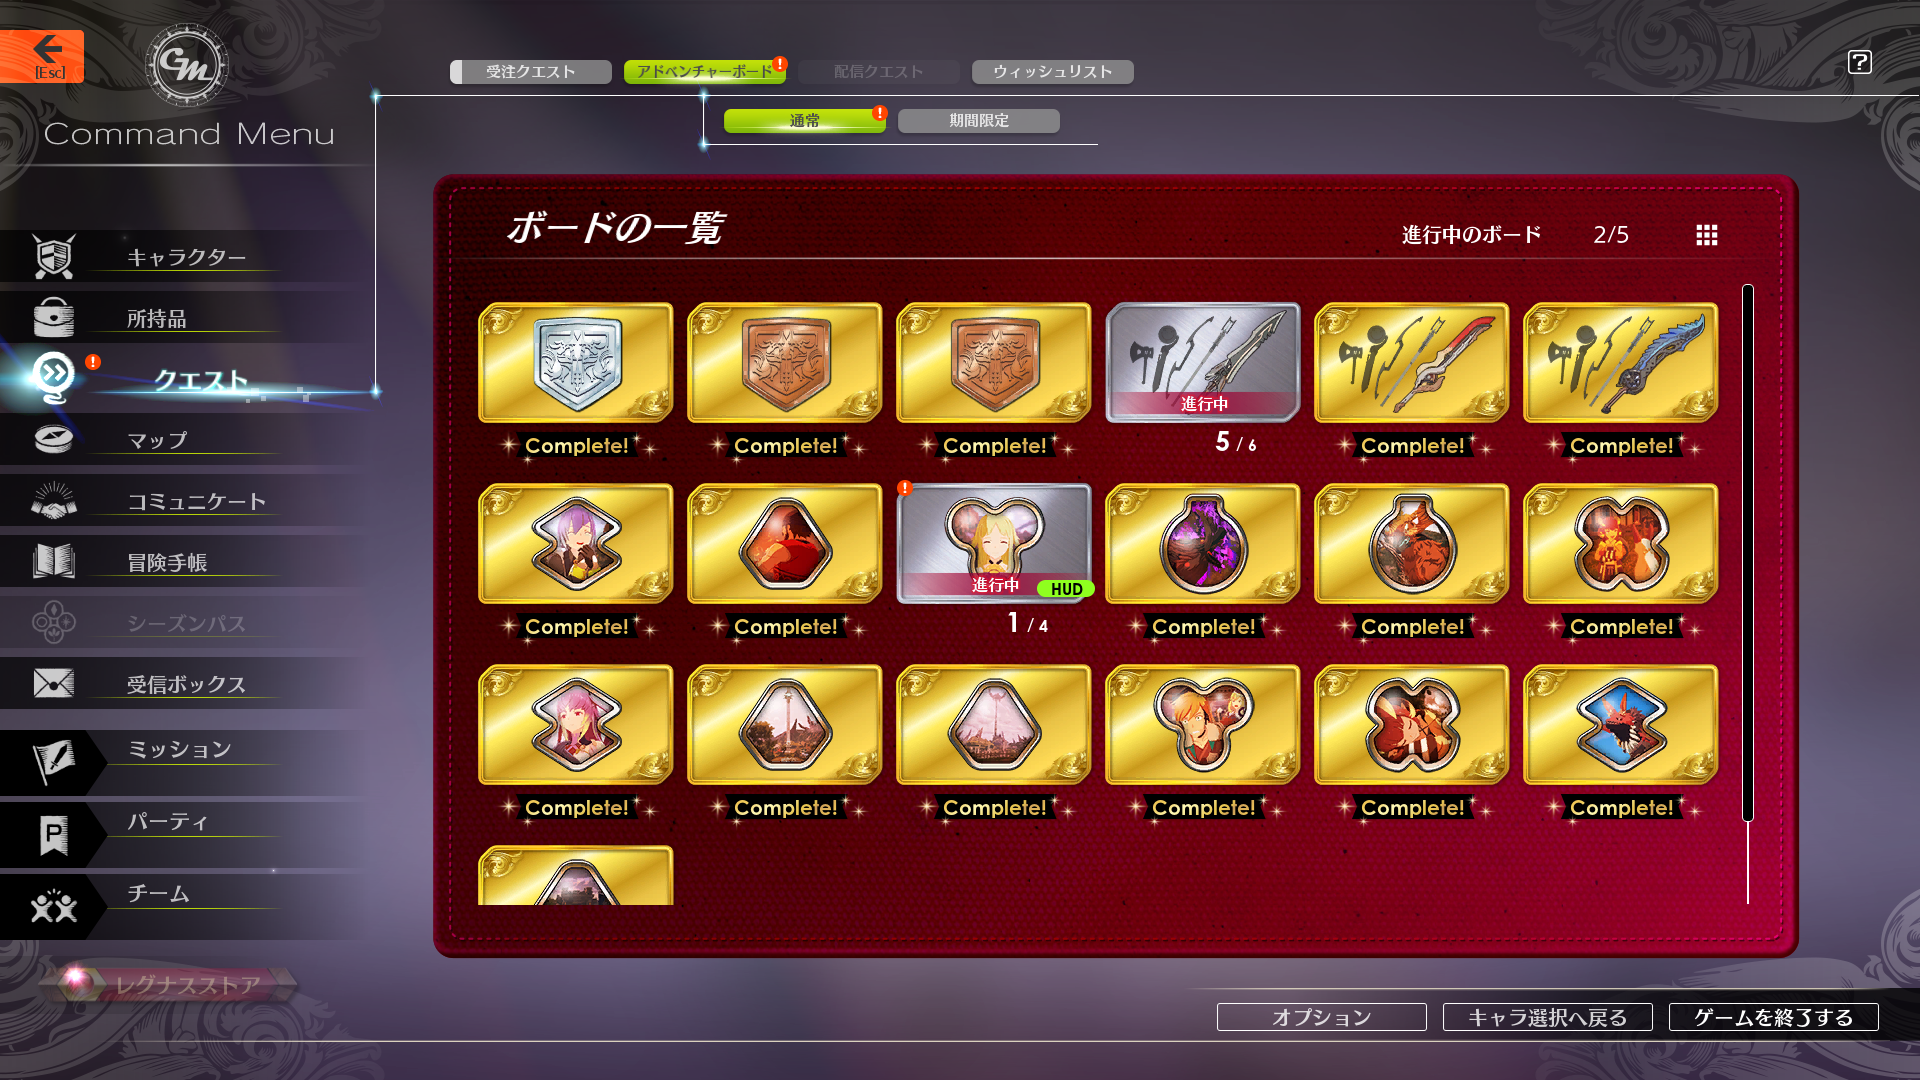 [Esc]
GM
Command Menu
受注クエスト
アドベンチャーボード
配信クエスト
ウィッシュリスト
通常
期間限定
キャラクター
所持品
クエスト
マップ
コミュニケート
冒険手帳
シーズンパス
受信ボックス
ミッション
パーティ
チーム
レグナスストア
ボードの一覧
進行中のボード 2/5
進行中
Complete! Complete! Complete! 5 / 6 Complete! Complete!
進行中 HUD
Complete! Complete! 1 / 4 Complete! Complete! Complete!
Complete! Complete! Complete! Complete! Complete! Complete!
オプション
キャラ選択へ戻る
ゲームを終了する